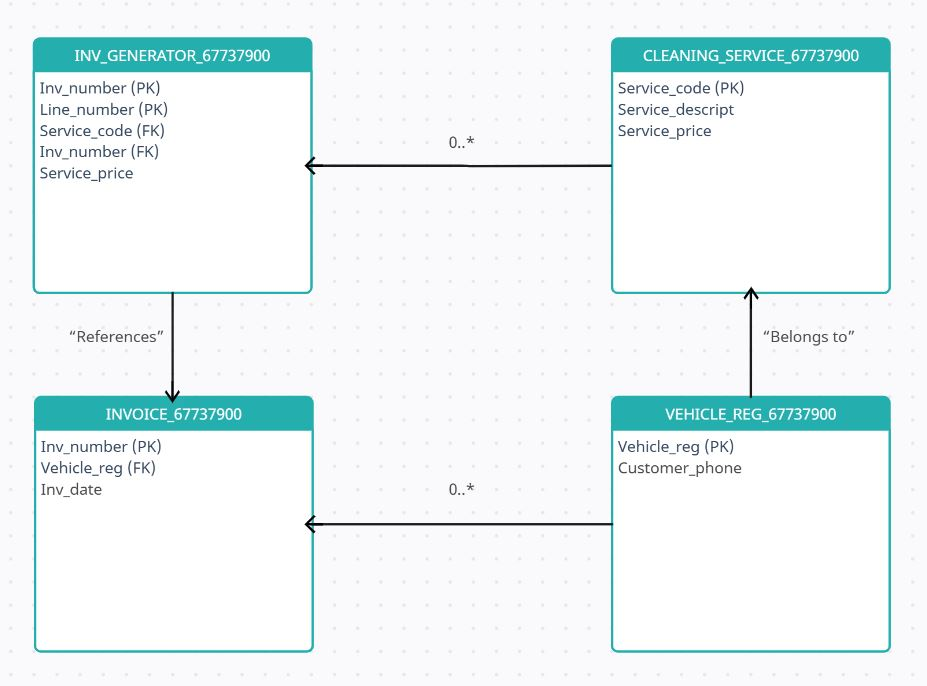 INV_GENERATOR_67737900
Inv_number (PK)
Line_number (PK)
Service_code (FK)
Inv_number (FK)
Service_price
CLEANING_SERVICE_67737900
Service_code (PK)
Service_descript
Service_price
0..*
“References”
“Belongs to”
INVOICE_67737900
Inv_number (PK)
Vehicle_reg (FK)
Inv_date
0..*
VEHICLE_REG_67737900
Vehicle_reg (PK)
Customer_phone